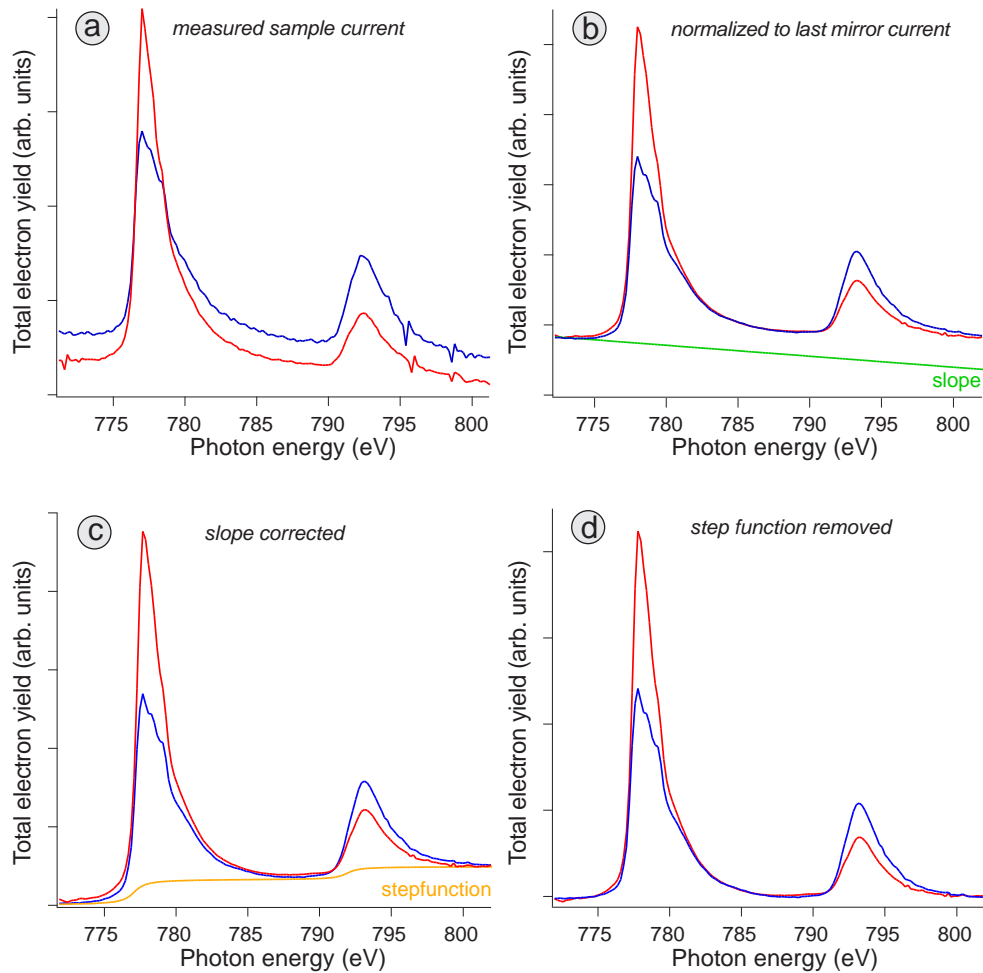 a
measured sample current
Total electron yield (arb. units)
775 780 785 790 795 800
Photon energy (eV)
b
normalized to last mirror current
Total electron yield (arb. units)
slope
775 780 785 790 795 800
Photon energy (eV)
c
slope corrected
Total electron yield (arb. units)
stepfunction
775 780 785 790 795 800
Photon energy (eV)
d
step function removed
Total electron yield (arb. units)
775 780 785 790 795 800
Photon energy (eV)